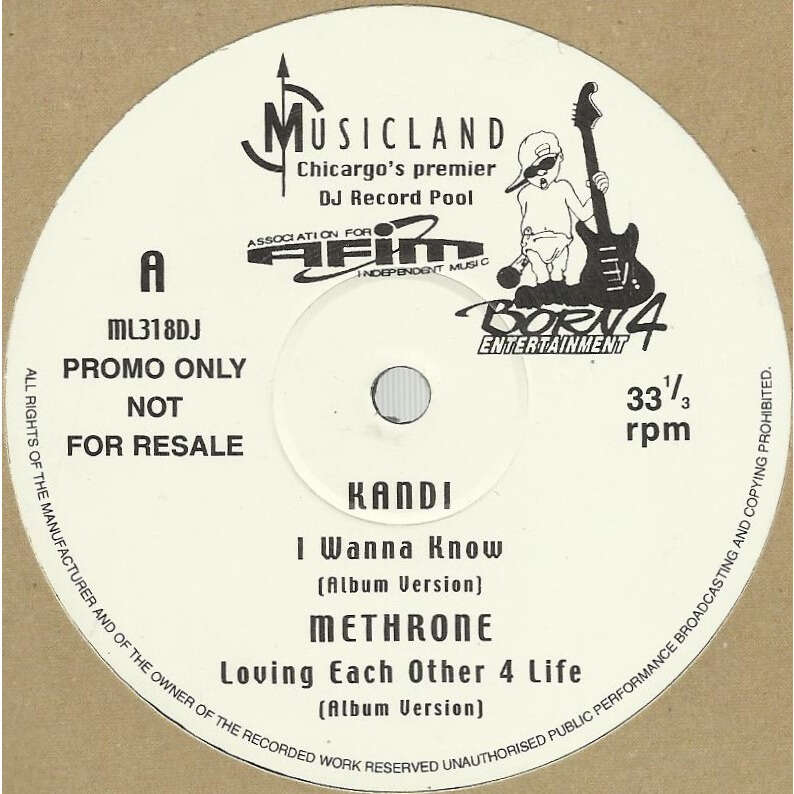 MUSICLAND
Chicargo's premier
DJ Record Pool
ASSOCIATION FOR
AFIM
INDEPENDENT MUSIC
BORN 4
ENTERTAINMENT
A
ML318DJ
PROMO ONLY
NOT
FOR RESALE
33 1/3
rpm
KANDI
I Wanna Know
(Album Version)
METHRONE
Loving Each Other 4 Life
(Album Version)
ALL RIGHTS OF THE MANUFACTURER AND OF THE OWNER OF THE RECORDED WORK RESERVED UNAUTHORISED PUBLIC PERFORMANCE BROADCASTING AND COPYING PROHIBITED.